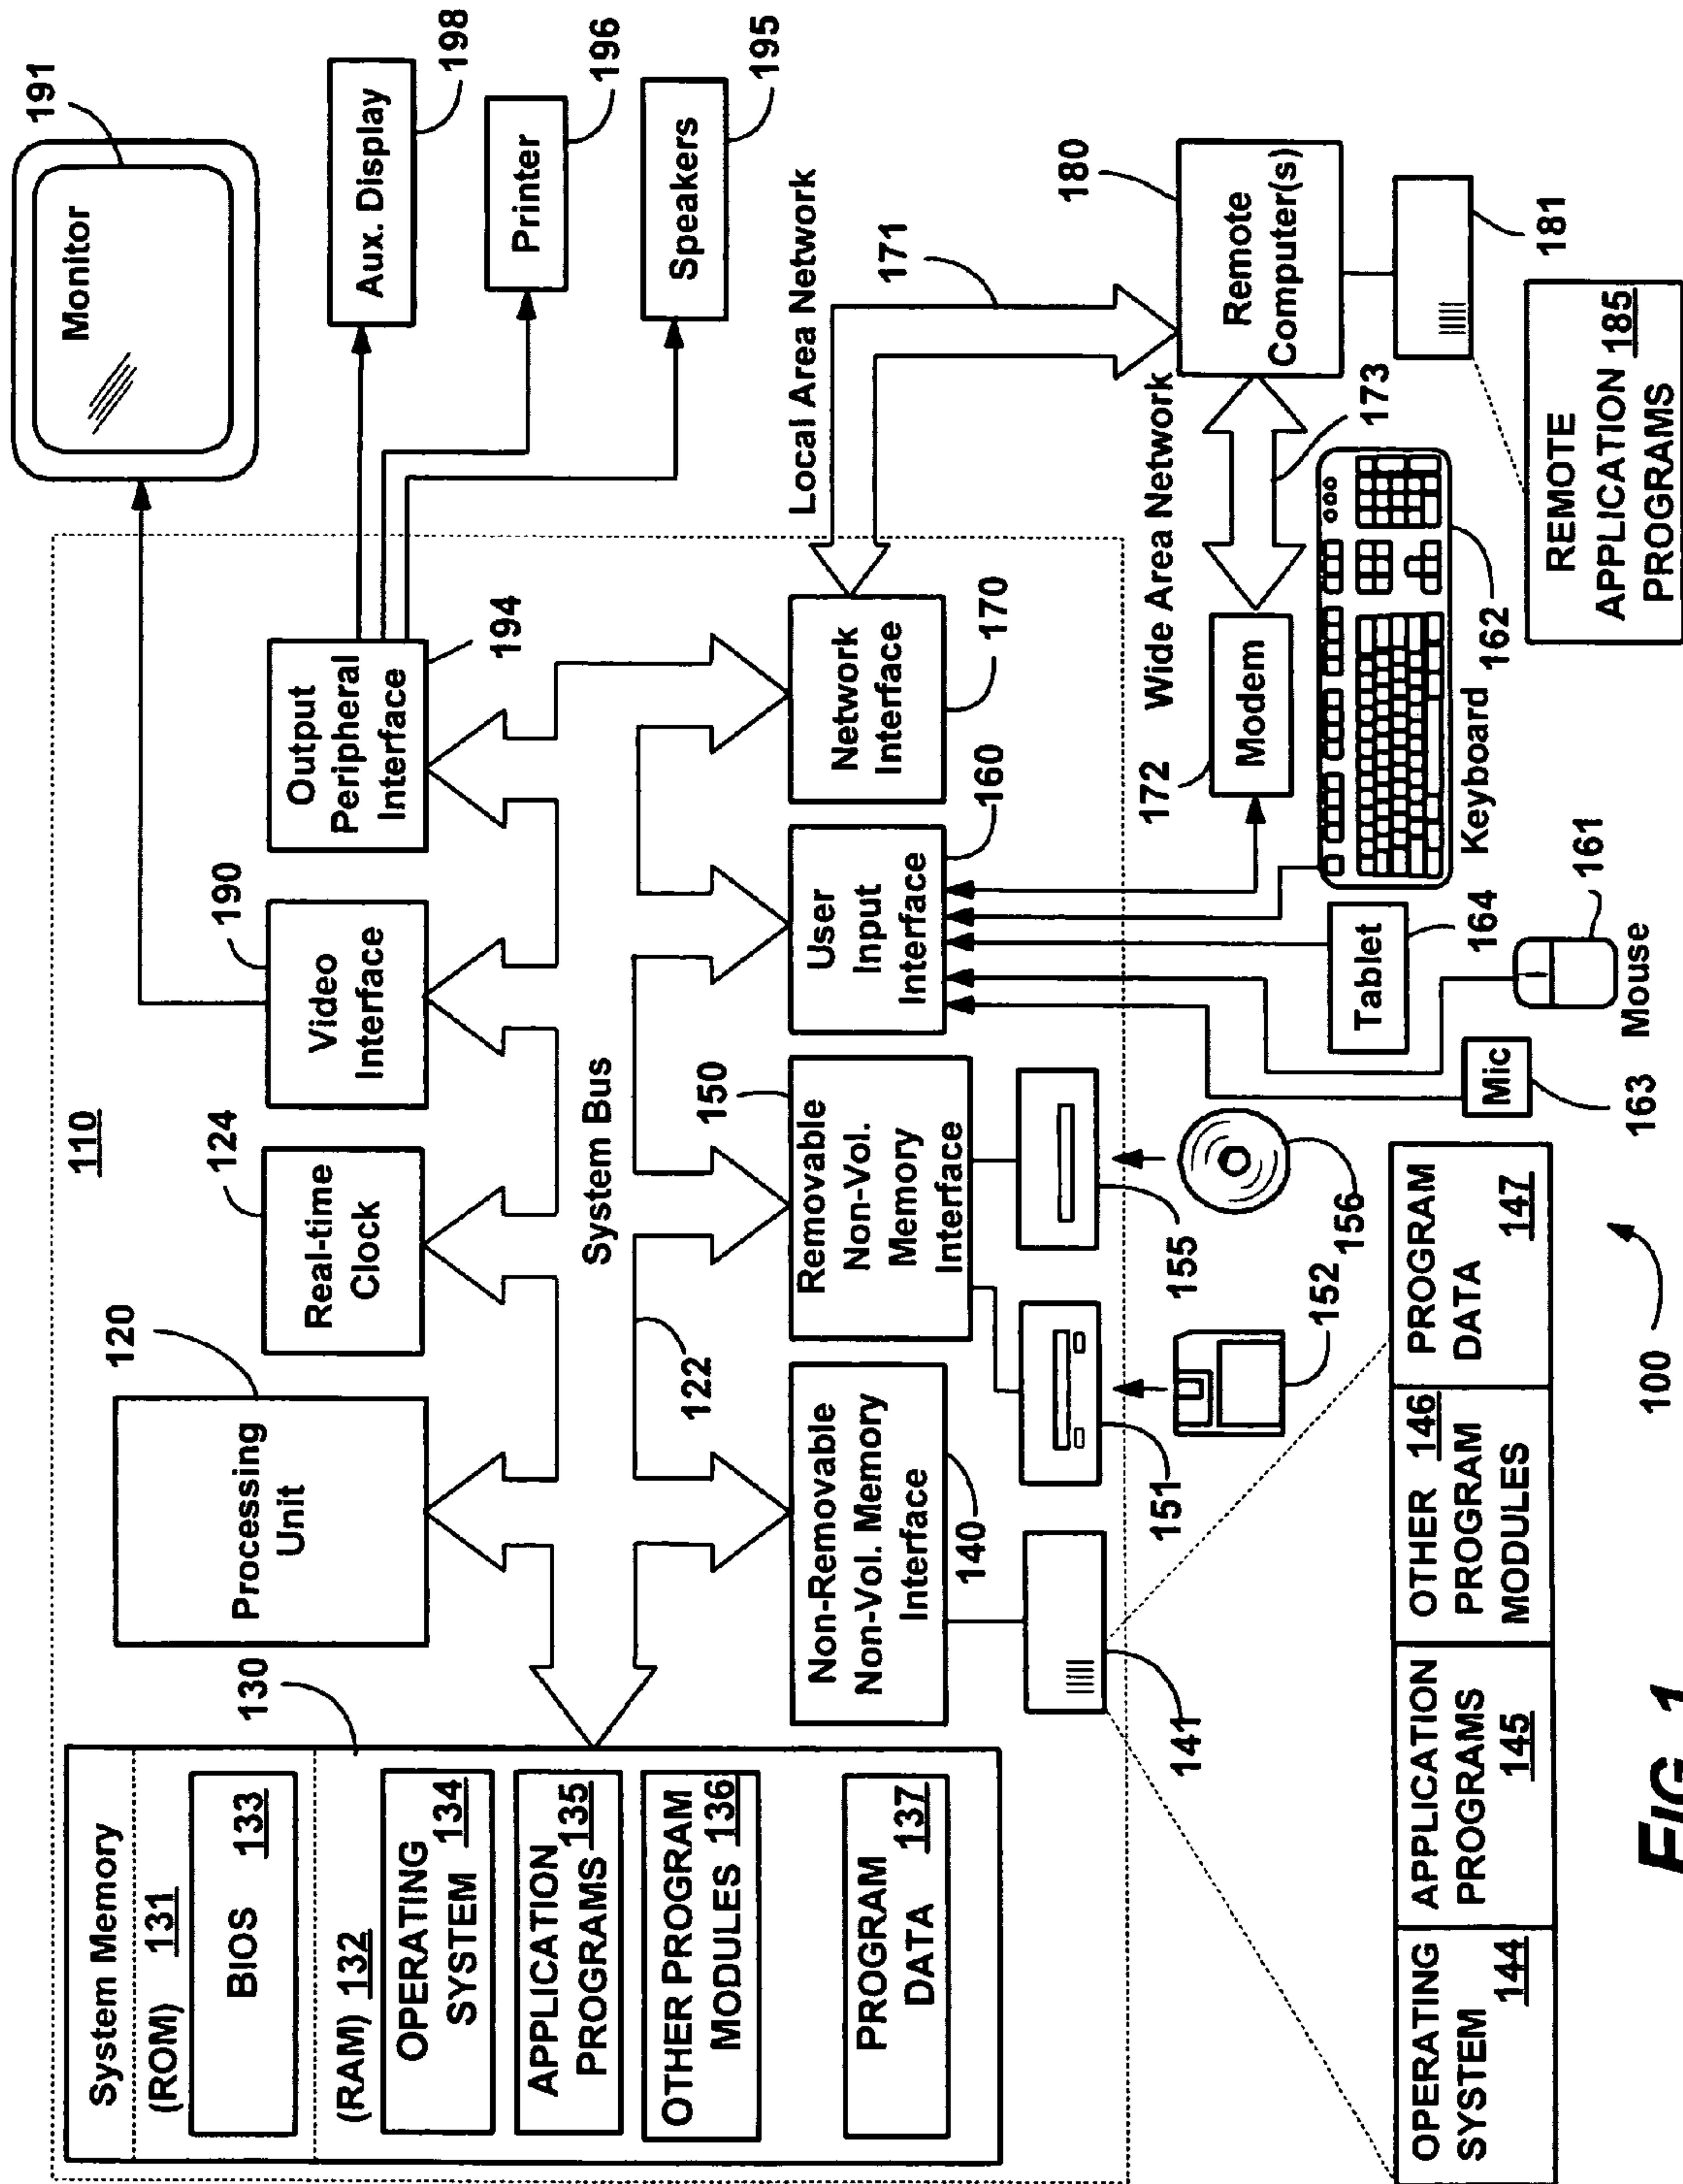 110
System Memory
(ROM) 131
BIOS 133
(RAM) 132
OPERATING
SYSTEM 134
APPLICATION
PROGRAMS 135
OTHER PROGRAM
MODULES 136
PROGRAM
DATA 137
130
Processing
Unit
120
Real-time
Clock
124
Video
Interface
190
Output
Peripheral
Interface
194
Monitor
191
Aux. Display
198
Printer
196
Speakers
195
System Bus
122
Non-Removable
Non-Vol. Memory
Interface
140
Removable
Non-Vol.
Memory
Interface
150
User
Input
Interface
160
Network
Interface
170
Local Area Network
171
141
151
152
155
156
Wide Area Network
173
Modem
172
Remote
Computer(s)
180
181
REMOTE
APPLICATION 185
PROGRAMS
Keyboard 162
Tablet
164
Mouse
161
Mic
163
OPERATING
SYSTEM
144
APPLICATION
PROGRAMS
145
OTHER 146
PROGRAM
MODULES
PROGRAM
DATA
147
100
FIG. 1